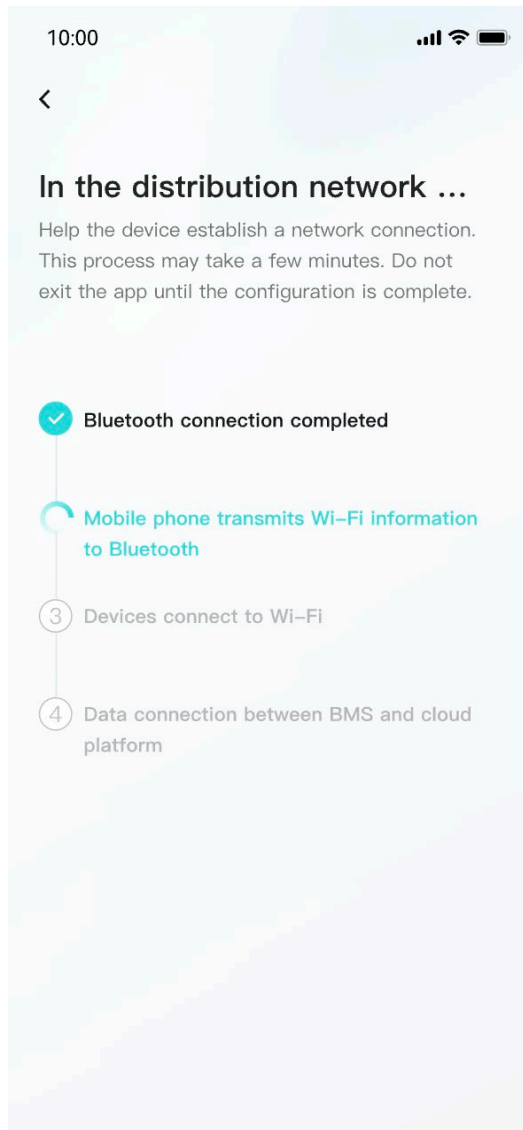 10:00
In the distribution network ...
Help the device establish a network connection.
This process may take a few minutes. Do not
exit the app until the configuration is complete.
Bluetooth connection completed
Mobile phone transmits Wi-Fi information
to Bluetooth
3 Devices connect to Wi-Fi
4 Data connection between BMS and cloud
platform